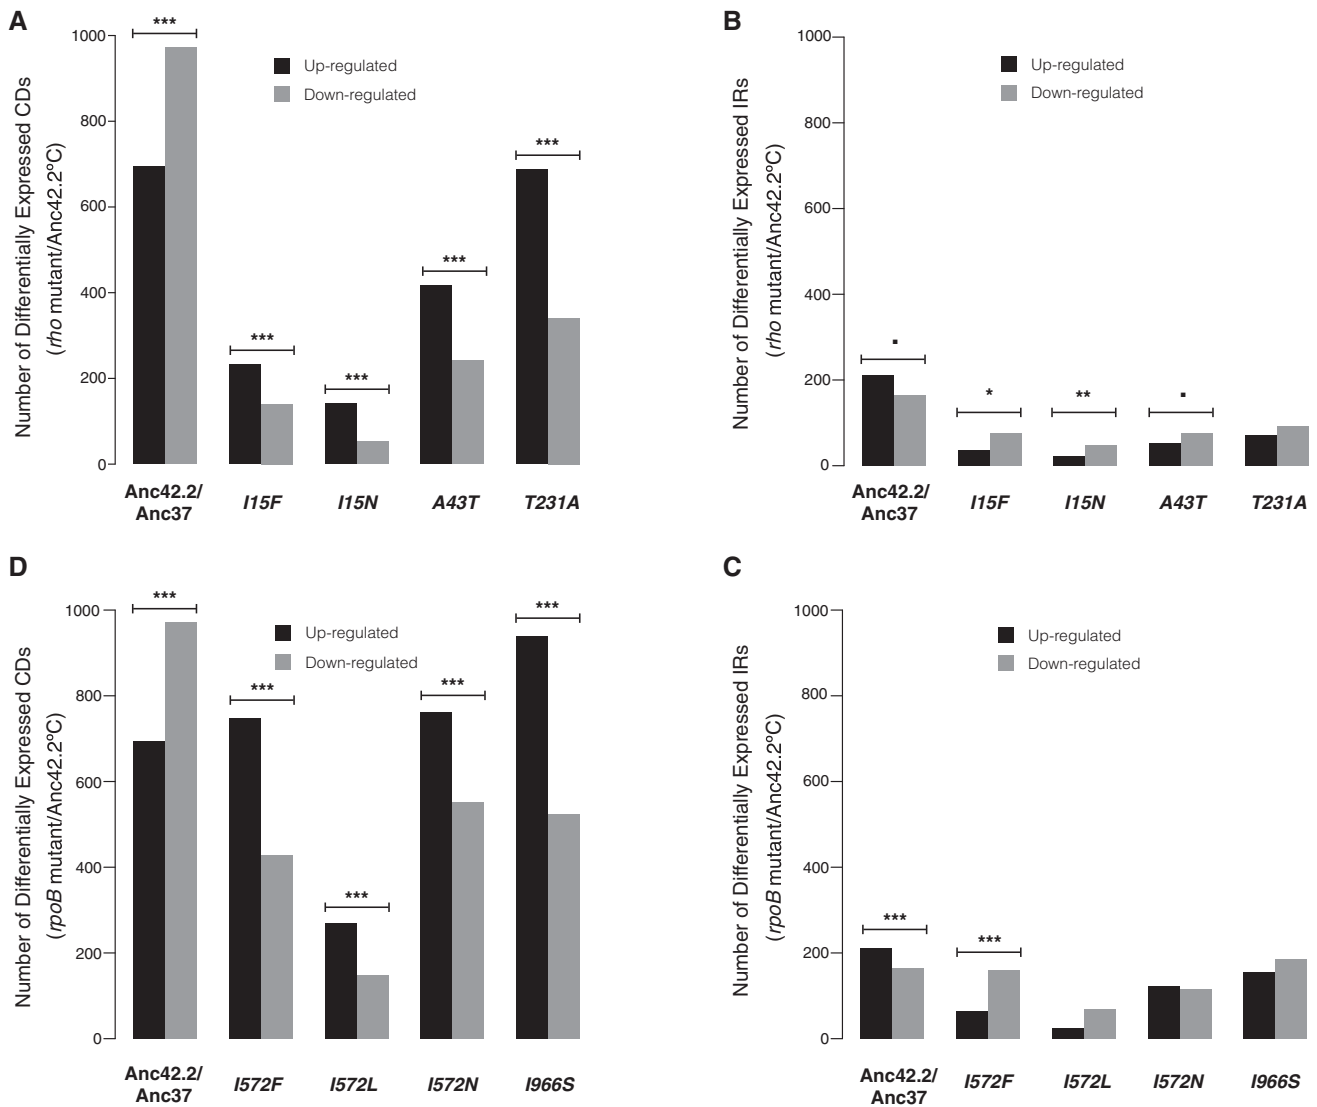 A
Number of Differentially Expressed CDs
(rho mutant/Anc42.2ºC)
1000
800
600
400
200
0
Up-regulated
Down-regulated
***
***
***
***
***
Anc42.2/
Anc37
I15F
I15N
A43T
T231A
B
Number of Differentially Expressed IRs
(rho mutant/Anc42.2ºC)
1000
800
600
400
200
0
Up-regulated
Down-regulated
.
*
**
.
Anc42.2/
Anc37
I15F
I15N
A43T
T231A
D
Number of Differentially Expressed CDs
(rpoB mutant/Anc42.2ºC)
1000
800
600
400
200
0
Up-regulated
Down-regulated
***
***
***
***
***
Anc42.2/
Anc37
I572F
I572L
I572N
I966S
C
Number of Differentially Expressed IRs
(rpoB mutant/Anc42.2ºC)
1000
800
600
400
200
0
Up-regulated
Down-regulated
***
***
Anc42.2/
Anc37
I572F
I572L
I572N
I966S